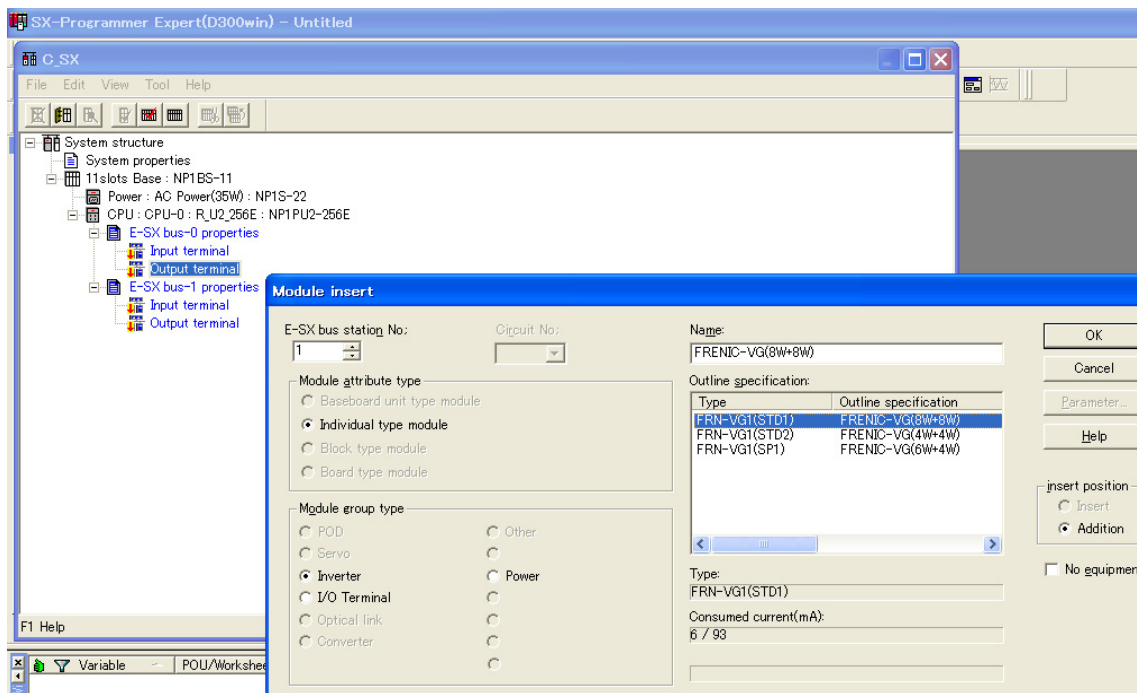 SX-Programmer Expert(D300win) - Untitled
C_SX
File Edit View Tool Help
System structure
System properties
11slots Base : NP1BS-11
Power : AC Power(35W) : NP1S-22
CPU : CPU-0 : R_U2_256E : NP1PU2-256E
E-SX bus-0 properties
Input terminal
Output terminal
E-SX bus-1 properties
Input terminal
Output terminal
F1 Help
Variable POU/Workshee
Module insert
E-SX bus station No:
1
Circuit No:
Module attribute type
Baseboard unit type module
Individual type module
Block type module
Board type module
Module group type
POD
Other
Servo
Inverter
Power
I/O Terminal
Optical link
Converter
Name:
FRENIC-VG(8W+8W)
Outline specification:
Type Outline specification
FRN-VG1(STD1) FRENIC-VG(8W+8W)
FRN-VG1(STD2) FRENIC-VG(4W+4W)
FRN-VG1(SP1) FRENIC-VG(6W+4W)
Type:
FRN-VG1(STD1)
Consumed current(mA):
6 / 93
OK
Cancel
Parameter...
Help
insert position
Insert
Addition
No equipmen